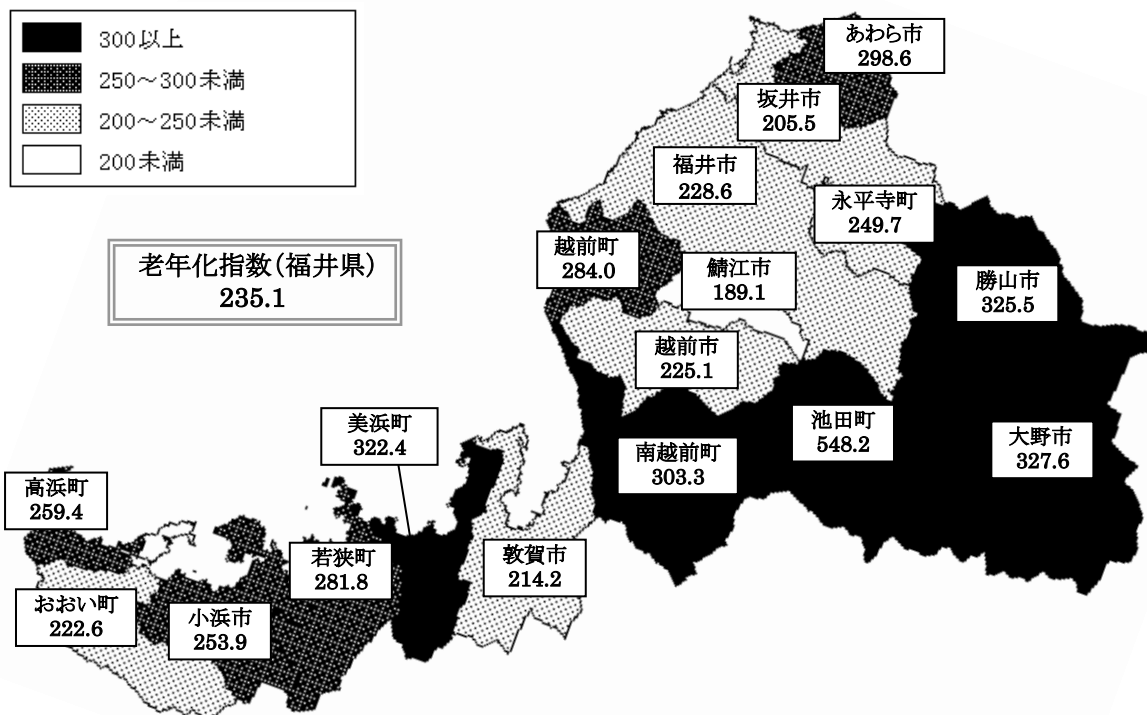 300以上
250～300未満
200～250未満
200未満
老年化指数(福井県)
235.1
あわら市
298.6
坂井市
205.5
福井市
228.6
永平寺町
249.7
越前町
284.0
鯖江市
189.1
勝山市
325.5
越前市
225.1
池田町
548.2
大野市
327.6
南越前町
303.3
美浜町
322.4
高浜町
259.4
若狭町
281.8
敦賀市
214.2
おおい町
222.6
小浜市
253.9